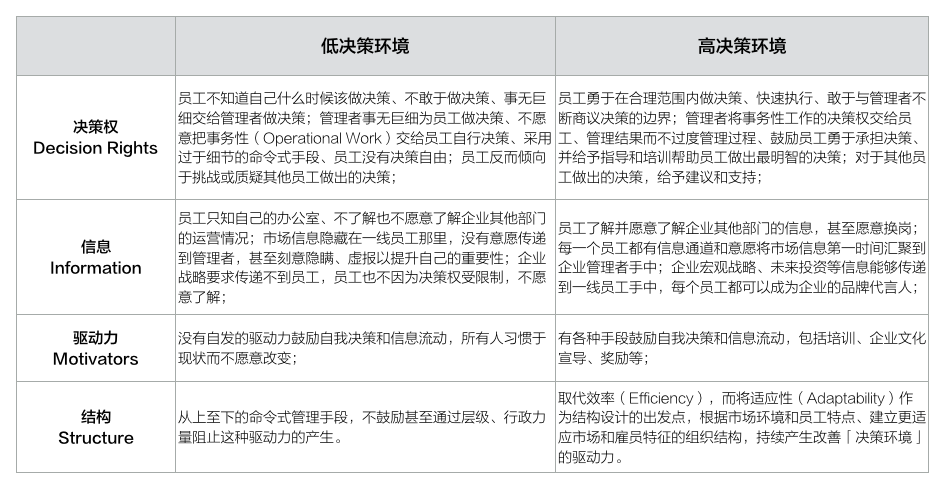 低决策环境
高决策环境
决策权
Decision Rights
员工不知道自己什么时候该做决策、不敢于做决策、事无巨
细交给管理者做决策；管理者事无巨细为员工做决策、不愿
意把事务性（Operational Work）交给员工自行决策、采用
过于细节的命令式手段、员工没有决策自由；员工反而倾向
于挑战或质疑其他员工做出的决策；
员工勇于在合理范围内做决策、快速执行、敢于与管理者不
断商议决策的边界；管理者将事务性工作的决策权交给员
工、管理结果而不过度管理过程、鼓励员工勇于承担决策、
并给予指导和培训帮助员工做出最明智的决策；对于其他员
工做出的决策，给予建议和支持；
信息
Information
员工只知自己的办公室、不了解也不愿意了解企业其他部门
的运营情况；市场信息隐藏在一线员工那里，没有意愿传递
到管理者，甚至刻意隐瞒、虚报以提升自己的重要性；企业
战略要求传递不到员工，员工也不因为决策权受限制，不愿
意了解；
员工了解并愿意了解企业其他部门的信息，甚至愿意换岗；
每一个员工都有信息通道和意愿将市场信息第一时间汇聚到
企业管理者手中；企业宏观战略、未来投资等信息能够传递
到一线员工手中，每个员工都可以成为企业的品牌代言人；
驱动力
Motivators
没有自发的驱动力鼓励自我决策和信息流动，所有人习惯于
现状而不愿意改变；
有各种手段鼓励自我决策和信息流动，包括培训、企业文化
宣导、奖励等；
结构
Structure
从上至下的命令式管理手段，不鼓励甚至通过层级、行政力
量阻止这种驱动力的产生。
取代效率（Efficiency），而将适应性（Adaptability）作
为结构设计的出发点，根据市场环境和员工特点、建立更适
应市场和雇员特征的组织结构，持续产生改善「决策环境」
的驱动力。